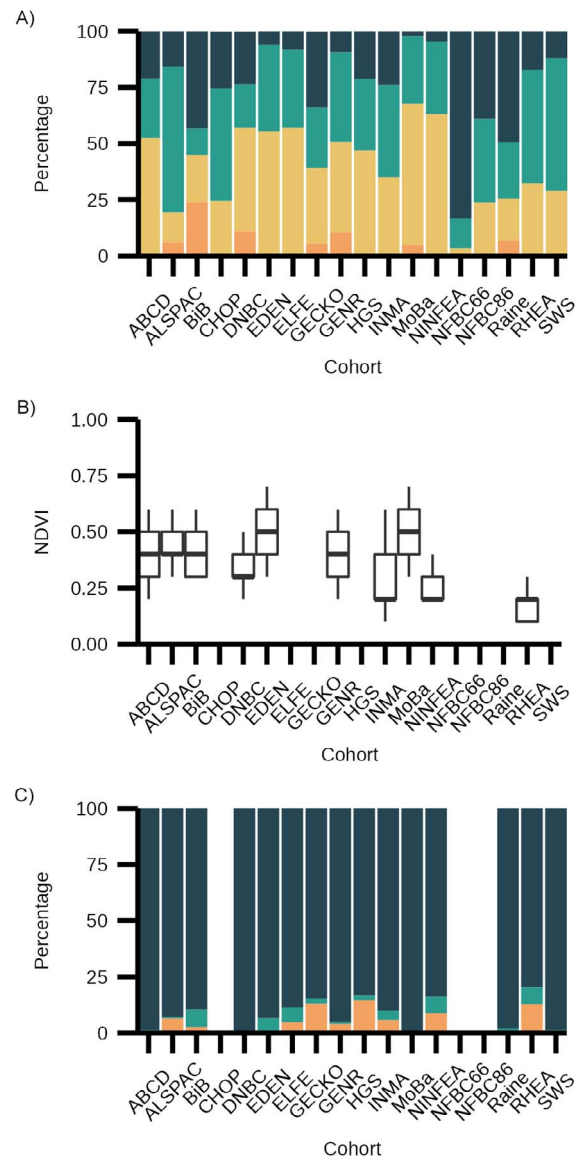 A)
100
75
50
25
0
Percentage
ABCD
ALSPAC
BiB
CHOP
DNBC
EDEN
ELFE
GECKO
GENR
HGS
INMA
MoBa
NINFEA
NFBC66
NFBC86
Raine
RHEA
SWS
Cohort
B)
1.00
0.75
0.50
0.25
0.00
NDVI
ABCD
ALSPAC
BiB
CHOP
DNBC
EDEN
ELFE
GECKO
GENR
HGS
INMA
MoBa
NINFEA
NFBC66
NFBC86
Raine
RHEA
SWS
Cohort
C)
100
75
50
25
0
Percentage
ABCD
ALSPAC
BiB
CHOP
DNBC
EDEN
ELFE
GECKO
GENR
HGS
INMA
MoBa
NINFEA
NFBC66
NFBC86
Raine
RHEA
SWS
Cohort